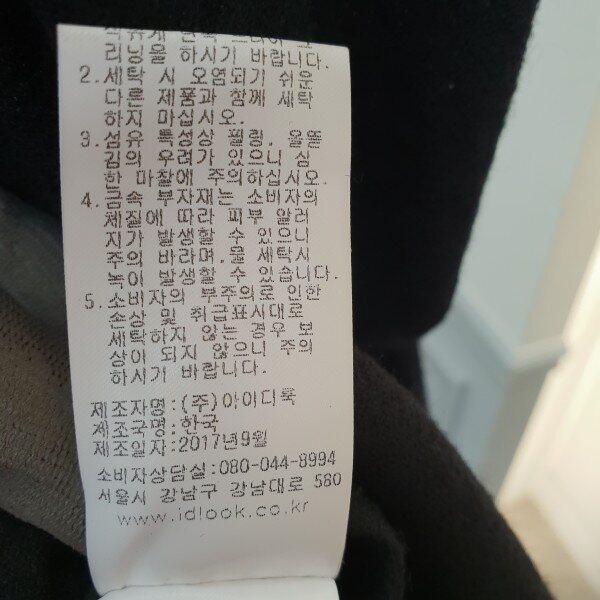 리닝을 하시기 바랍니다.
2.세탁 시 오염되기 쉬운
다른 제품과 함께 세탁
하지 마십시오.
3.섬유 특성상 필링, 올뜯
김의 우려가 있으니 심
한 마찰에 주의하십시오.
4.금속 부자재는 소비자의
체질에 따라 피부 알러
지가 발생할 수 있으니
주의 바라며,물 세탁시
녹이 발생할 수 있습니다.
5.소비자의 부주의로 인한
손상 및 취급표시대로
세탁하지 않는 경우 보
상이 되지 않으니 주의
하시기 바랍니다.
제조자명:(주)아이디룩
제조국명:한국
제조일자:2017년9월
소비자상담실:080-044-8994
서울시 강남구 강남대로 580
www.idlook.co.kr